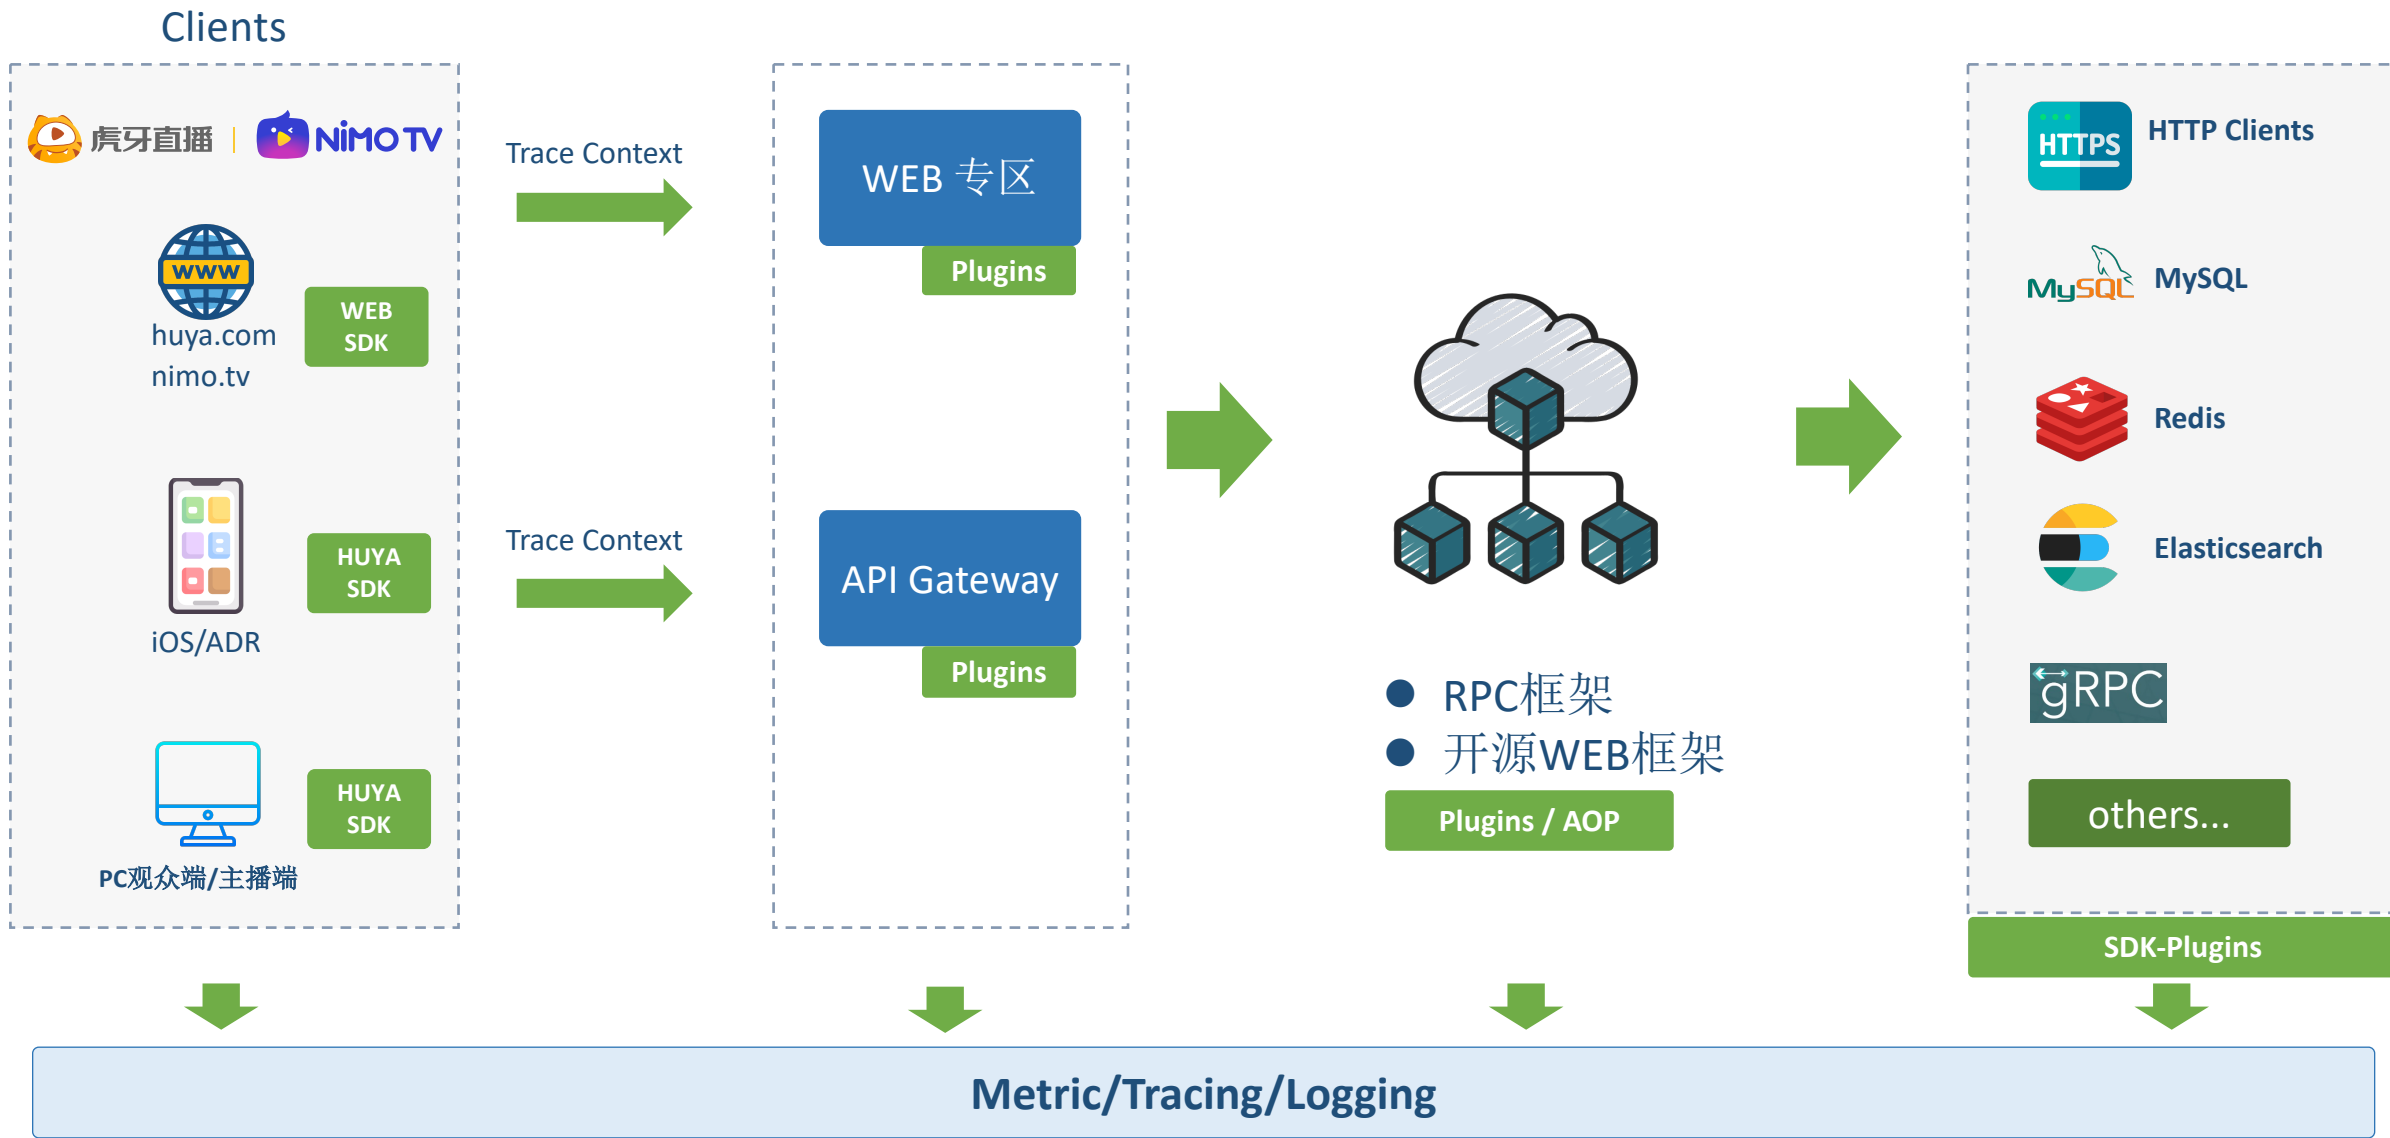 Clients
虎牙直播
NiMO TV
www
huya.com
nimo.tv
WEB
SDK
iOS/ADR
HUYA
SDK
PC观众端/主播端
HUYA
SDK
Trace Context
Trace Context
WEB 专区
Plugins
API Gateway
Plugins
RPC框架
开源WEB框架
Plugins / AOP
HTTPS
HTTP Clients
MySQL
MySQL
Redis
Elasticsearch
gRPC
others...
SDK-Plugins
Metric/Tracing/Logging